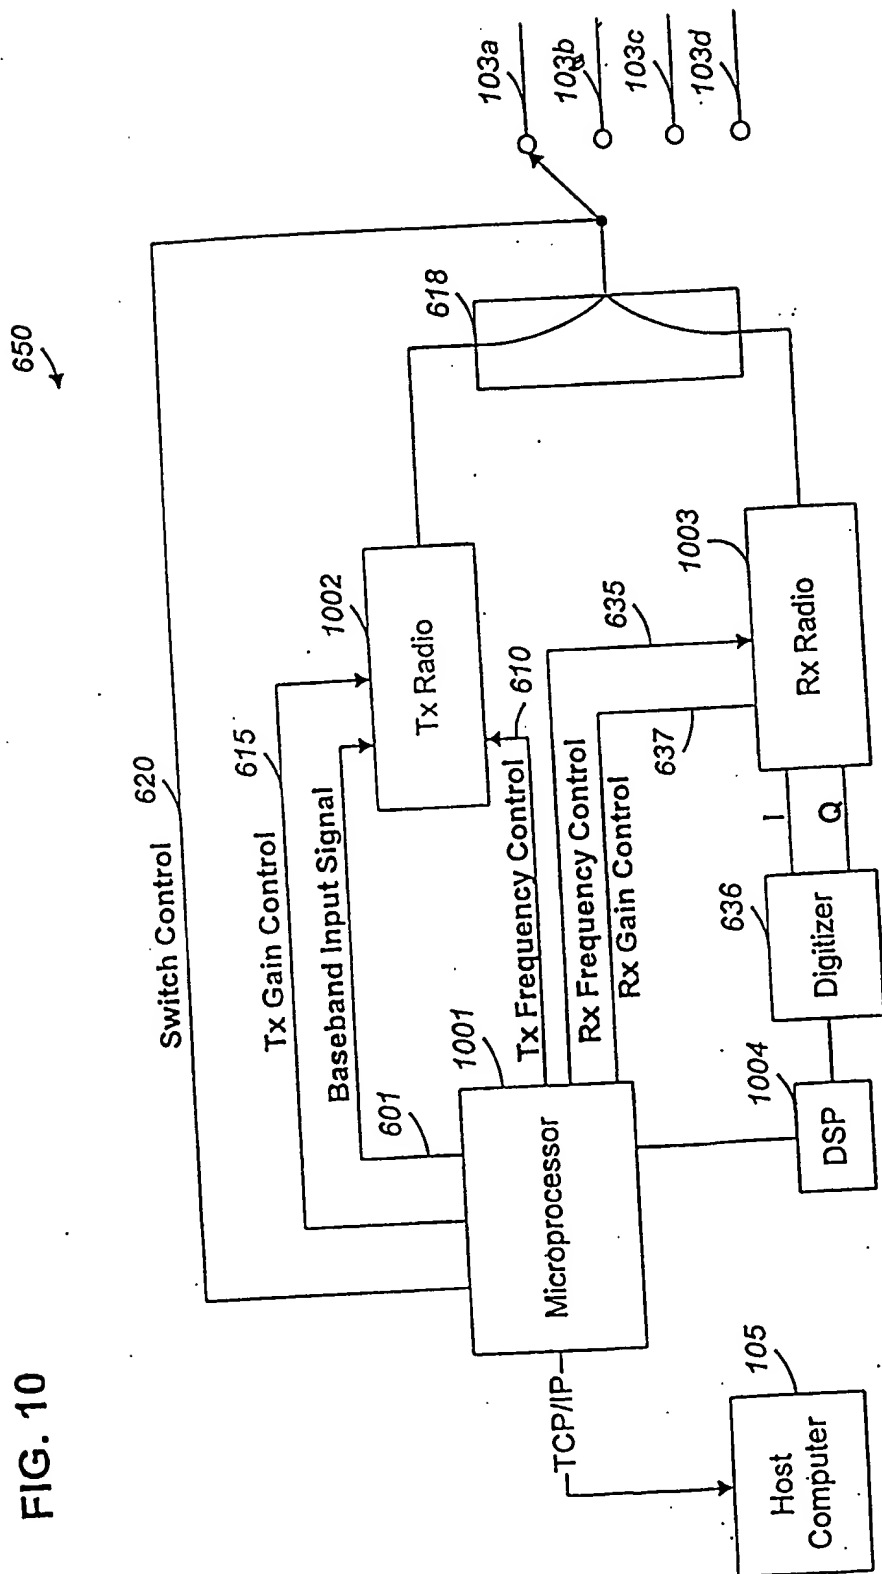 FIG. 10
650
Switch Control
620
Tx Gain Control
615
Baseband Input Signal
601
Tx Frequency Control
610
Rx Frequency Control
635
Rx Gain Control
637
Microprocessor
1001
Tx Radio
1002
Rx Radio
1003
618
103a
103b
103c
103d
I
Q
Digitizer
636
DSP
1004
TCP/IP
Host
Computer
105